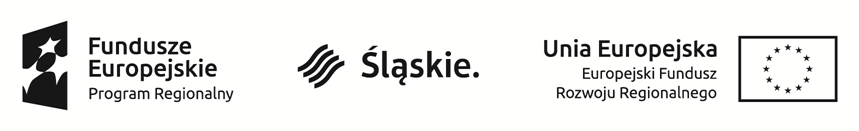 Fundusze
Europejskie
Program Regionalny
Śląskie.
Unia Europejska
Europejski Fundusz
Rozwoju Regionalnego